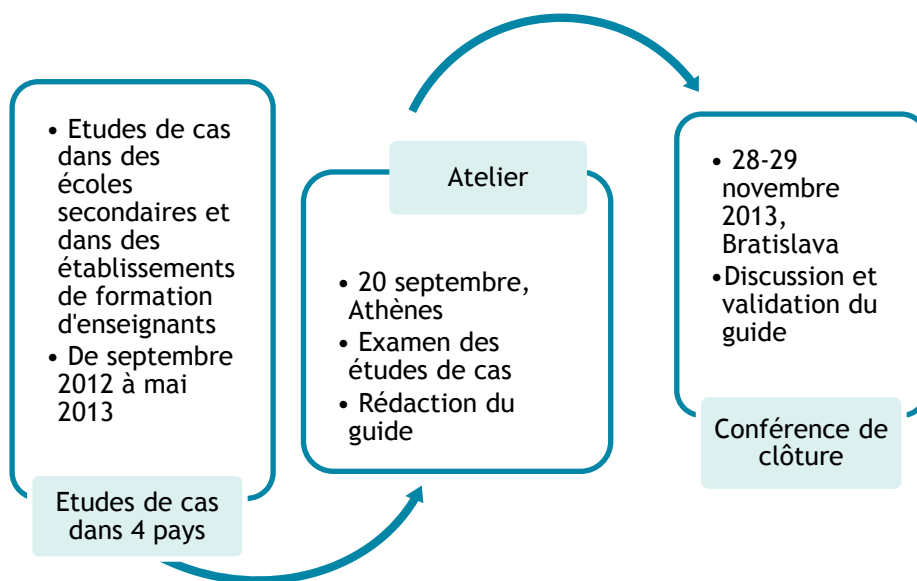 • Etudes de cas
dans des
écoles
secondaires et
dans des
établissements
de formation
d'enseignants
• De septembre
2012 à mai
2013
Etudes de cas
dans 4 pays
Atelier
• 20 septembre,
Athènes
• Examen des
études de cas
• Rédaction du
guide
• 28-29
novembre
2013,
Bratislava
•Discussion et
validation du
guide
Conférence de
clôture